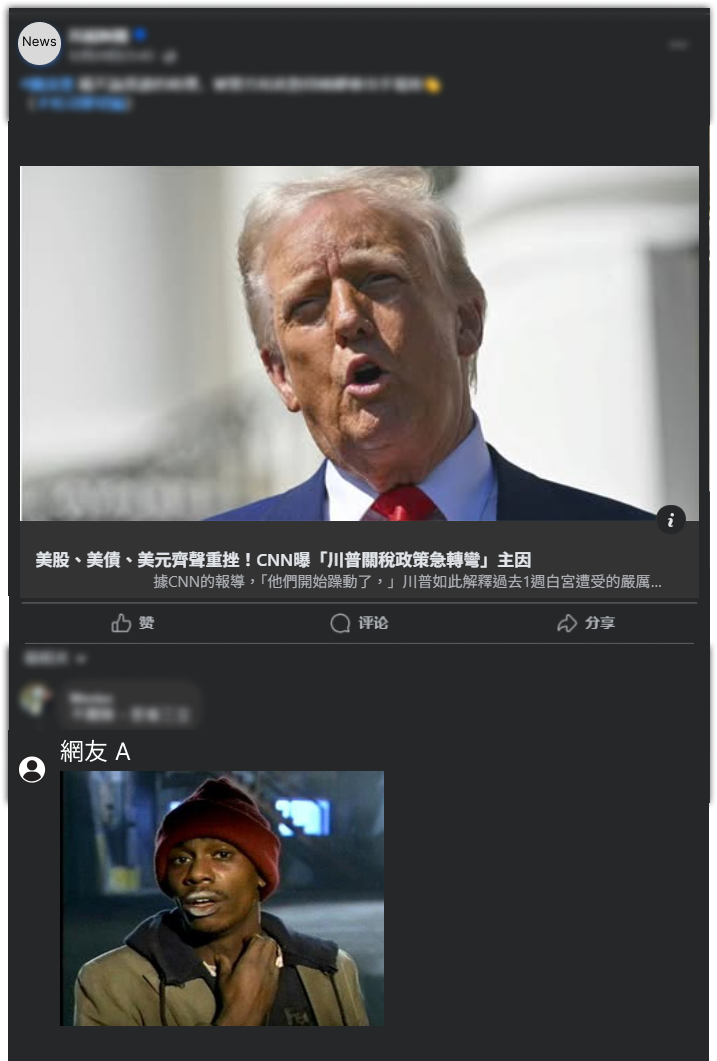 News
美股、美債、美元齊聲重挫！CNN曝「川普關稅政策急轉彎」主因
據CNN的報導，「他們開始躁動了，」川普如此解釋過去1週白宮遭受的嚴厲...
赞
评论
分享
網友 A